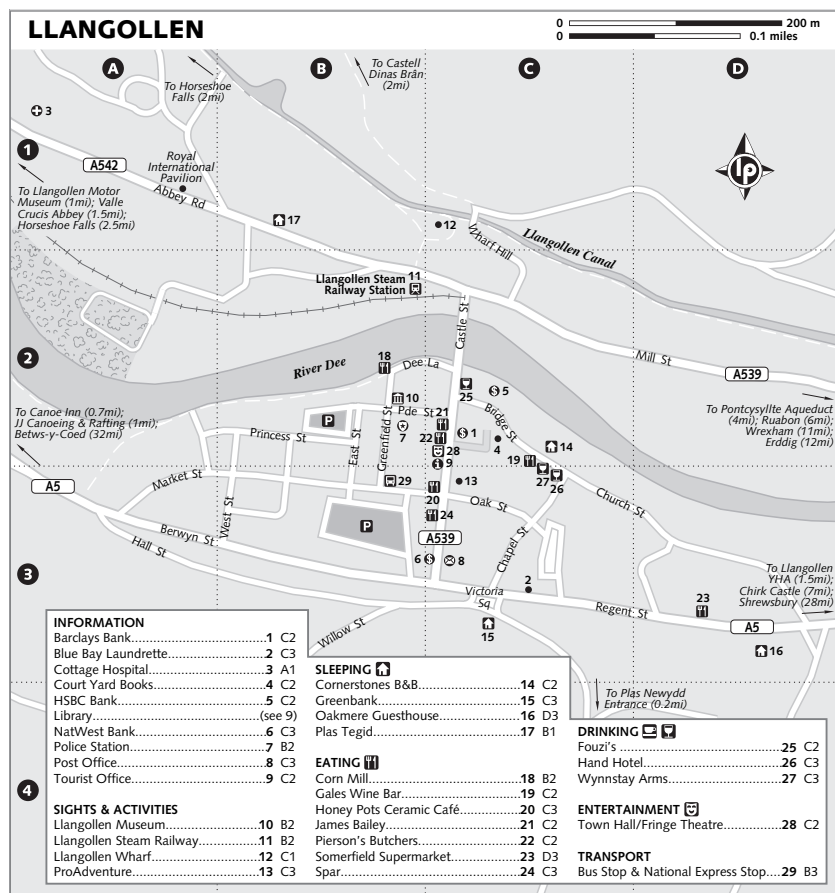 LLANGOLLEN
0 200 m
0 0.1 miles
A
B
C
D
1
2
3
4
To Horseshoe
Falls (2mi)
To Castell
Dinas Brân
(2mi)
3
A542
Royal
International
Pavilion
Abbey Rd
To Llangollen Motor
Museum (1mi); Valle
Crucis Abbey (1.5mi);
Horseshoe Falls (2.5mi)
17
12
Wharf Hill
Llangollen Canal
lp
Llangollen Steam 11
Railway Station
Castle St
Mill St
A539
River Dee
18
Dee La
25
5
10
Pde St
21
7
22
1
Bridge St
4
14
28
9
19
27
26
To Pontcysyllte Aqueduct
(4mi); Ruabon (6mi);
Wrexham (11mi);
Erddig (12mi)
To Canoe Inn (0.7mi);
JJ Canoeing & Rafting (1mi);
Betws-y-Coed (32mi)
Princess St
P
East St
Greenfield St
Market St
West St
A5
29
20
13
Oak St
24
Church St
P
Berwyn St
Hall St
A539
6
8
Chapel St
Victoria
Sq
2
Regent St
15
23
A5
16
To Llangollen
YHA (1.5mi);
Chirk Castle (7mi);
Shrewsbury (28mi)
Willow St
To Plas Newydd
Entrance (0.2mi)
INFORMATION
Barclays Bank 1 C2
Blue Bay Laundrette 2 C3
Cottage Hospital 3 A1
Court Yard Books 4 C2
HSBC Bank 5 C2
Library (see 9)
NatWest Bank 6 C3
Police Station 7 B2
Post Office 8 C3
Tourist Office 9 C2
SIGHTS & ACTIVITIES
Llangollen Museum 10 B2
Llangollen Steam Railway 11 B2
Llangollen Wharf 12 C1
ProAdventure 13 C3
SLEEPING
Cornerstones B&B 14 C2
Greenbank 15 C3
Oakmere Guesthouse 16 D3
Plas Tegid 17 B1
EATING
Corn Mill 18 B2
Gales Wine Bar 19 C2
Honey Pots Ceramic Café 20 C3
James Bailey 21 C2
Pierson's Butchers 22 C2
Somerfield Supermarket 23 D3
Spar 24 C3
DRINKING
Fouzi's 25 C2
Hand Hotel 26 C3
Wynnstay Arms 27 C3
ENTERTAINMENT
Town Hall/Fringe Theatre 28 C2
TRANSPORT
Bus Stop & National Express Stop 29 B3